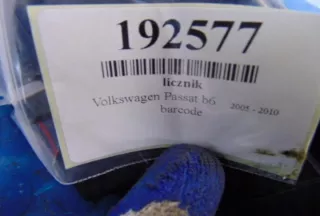 192577
licznik
Volkswagen Passat b6 2005 - 2010
barcode